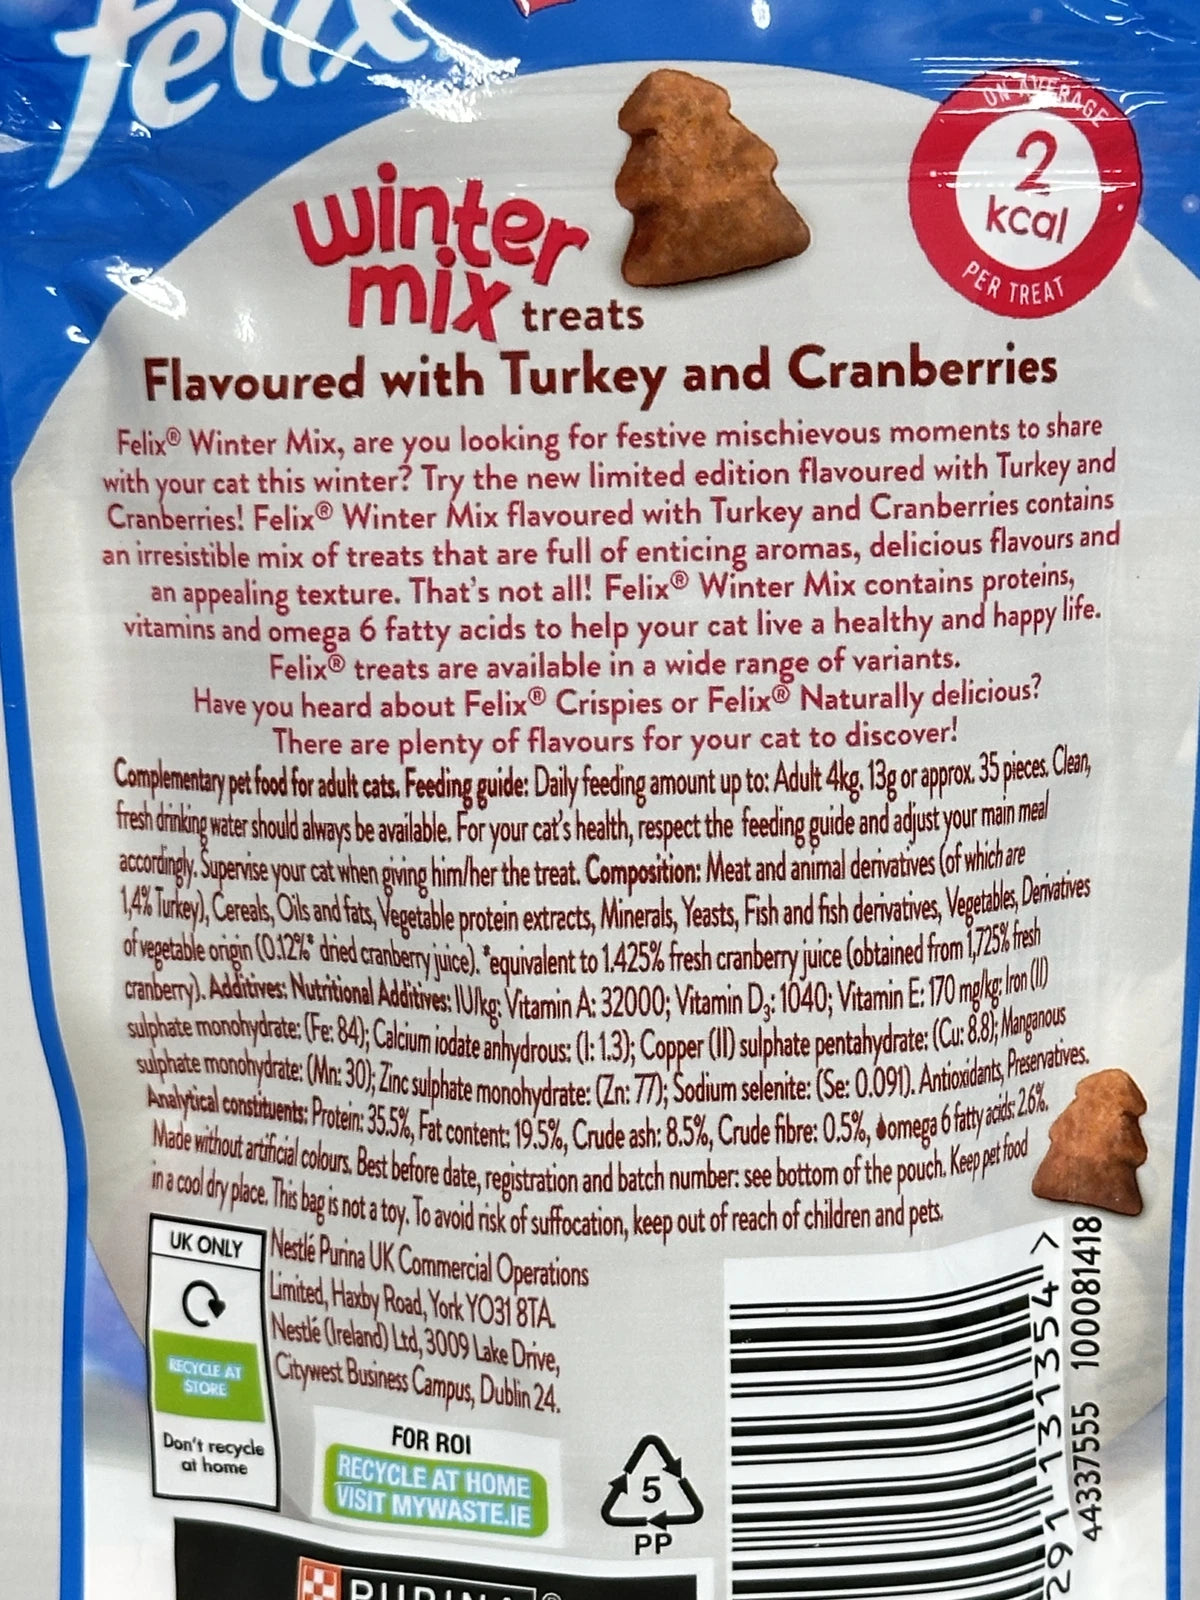 felix
ON AVERAGE
2
kcal
PER TREAT
winter
mix treats
Flavoured with Turkey and Cranberries
Felix® Winter Mix, are you looking for festive mischievous moments to share
with your cat this winter? Try the new limited edition flavoured with Turkey and
Cranberries! Felix® Winter Mix flavoured with Turkey and Cranberries contains
an irresistible mix of treats that are full of enticing aromas, delicious flavours and
an appealing texture. That's not all! Felix® Winter Mix contains proteins,
vitamins and omega 6 fatty acids to help your cat live a healthy and happy life.
Felix® treats are available in a wide range of variants.
Have you heard about Felix® Crispies or Felix® Naturally delicious?
There are plenty of flavours for your cat to discover!
Complementary pet food for adult cats. Feeding guide: Daily feeding amount up to: Adult 4kg, 13g or approx. 35 pieces. Clean,
fresh drinking water should always be available. For your cat's health, respect the feeding guide and adjust your main meal
accordingly. Supervise your cat when giving him/her the treat. Composition: Meat and animal derivatives (of which are
1,4% Turkey), Cereals, Oils and fats, Vegetable protein extracts, Minerals, Yeasts, Fish and fish derivatives, Vegetables, Derivatives
of vegetable origin (0.12%* dried cranberry juice). *equivalent to 1.425% fresh cranberry juice (obtained from 1,725% fresh
cranberry). Additives: Nutritional Additives: IU/kg: Vitamin A: 32000; Vitamin D3: 1040; Vitamin E: 170 mg/kg: Iron (II)
sulphate monohydrate: (Fe: 84); Calcium iodate anhydrous: (I: 1.3); Copper (II) sulphate pentahydrate: (Cu: 8.8); Manganous
sulphate monohydrate: (Mn: 30); Zinc sulphate monohydrate: (Zn: 77); Sodium selenite: (Se: 0.091). Antioxidants, Preservatives.
Analytical constituents: Protein: 35.5%, Fat content: 19.5%, Crude ash: 8.5%, Crude fibre: 0.5%, omega 6 fatty acids: 2.6%.
Made without artificial colours. Best before date, registration and batch number: see bottom of the pouch. Keep pet food
in a cool dry place. This bag is not a toy. To avoid risk of suffocation, keep out of reach of children and pets.
UK ONLY
RECYCLE AT
STORE
Don't recycle
at home
Nestlé Purina UK Commercial Operations
Limited, Haxby Road, York YO31 8TA.
Nestlé (Ireland) Ltd, 3009 Lake Drive,
Citywest Business Campus, Dublin 24.
FOR ROI
RECYCLE AT HOME
VISIT MYWASTE.IE
5
PP
291131354 >
44337555 100081418
PURINA®